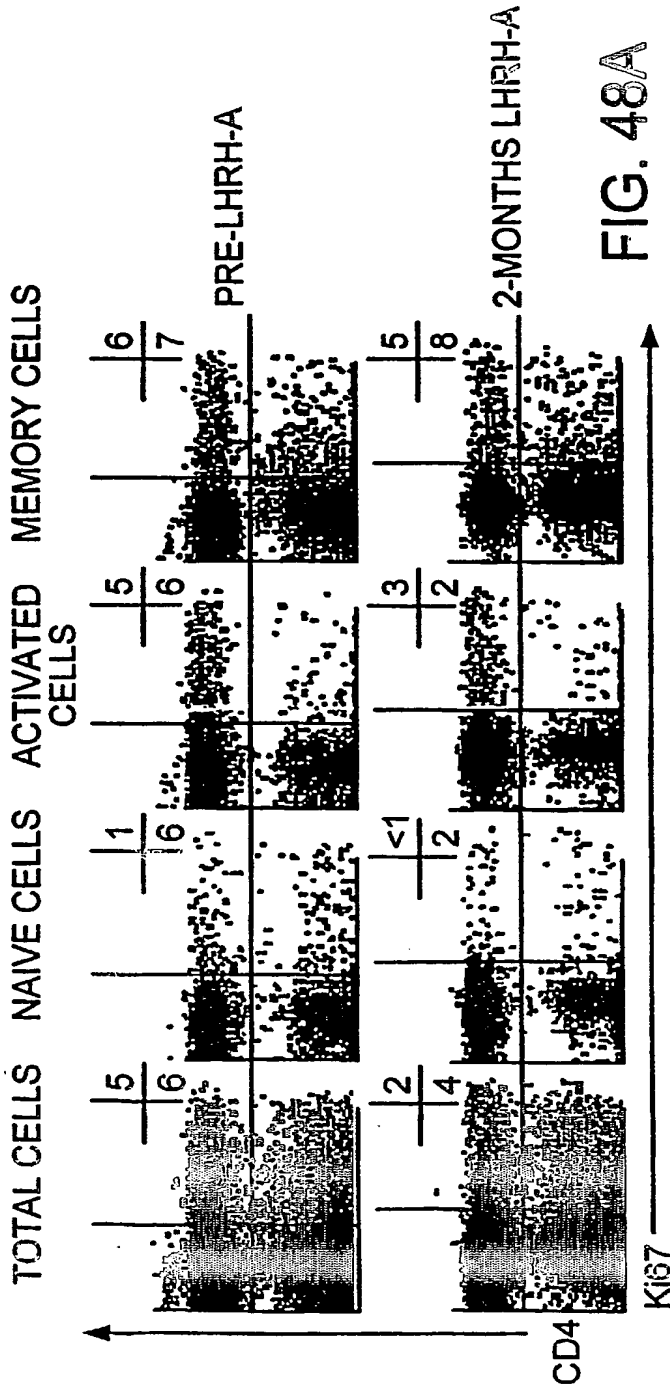 TOTAL CELLS NAIVE CELLS ACTIVATED CELLS MEMORY CELLS
5 6
1 6
5 6
6 7
PRE-LHRH-A
2 4
<1 2
3 2
5 8
2-MONTHS LHRH-A
CD4
Ki67
FIG. 48A